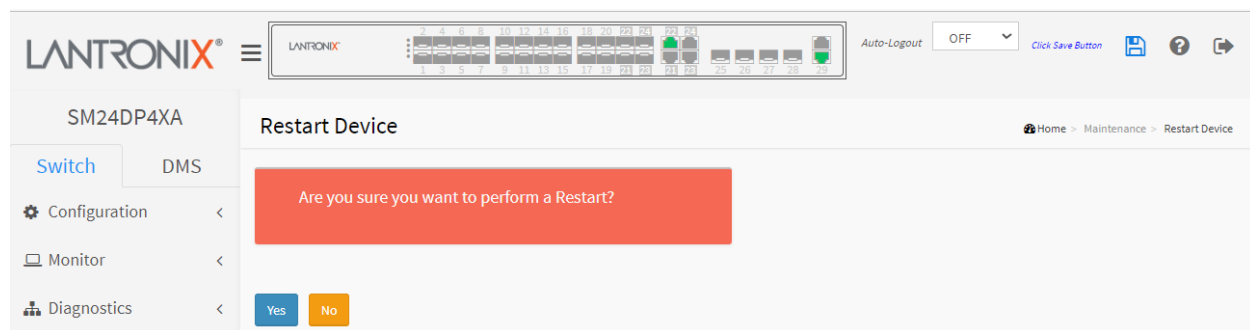 LANTRONIX®
LANTRONIX
2 4 6 8 10 12 14 16 18 20 22 24 22 24
1 3 5 7 9 11 13 15 17 19 21 23 21 23 25 26 27 28 29
Auto-Logout
OFF
Click Save Button
SM24DP4XA
Switch DMS
Configuration
Monitor
Diagnostics
Restart Device
Home > Maintenance > Restart Device
Are you sure you want to perform a Restart?
Yes No